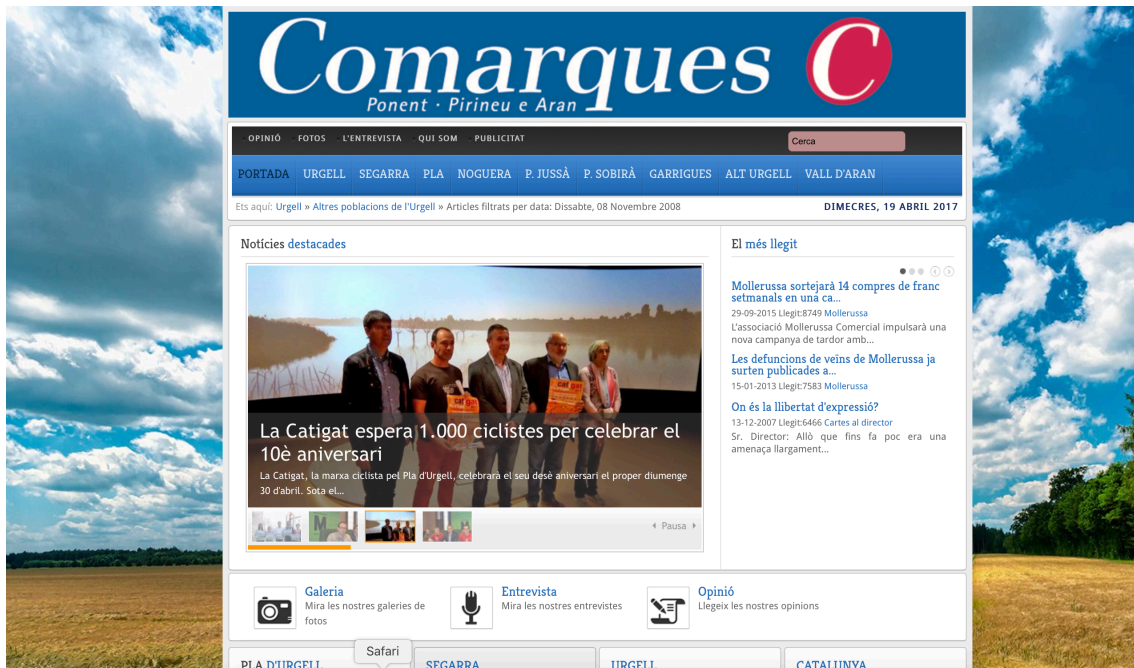 Comarques C
Ponent · Pirineu e Aran
OPINIÓ FOTOS L'ENTREVISTA QUI SOM PUBLICITAT
Cerca
PORTADA URGELL SEGARRA PLA NOGUERA P. JUSSÀ P. SOBIRÀ GARRIGUES ALT URGELL VALL D'ARAN
Ets aquí: Urgell » Altres poblacions de l'Urgell » Articles filtrats per data: Dissabte, 08 Novembre 2008
DIMECRES, 19 ABRIL 2017
Notícies destacades
La Catigat espera 1.000 ciclistes per celebrar el
10è aniversari
La Catigat, la marxa ciclista pel Pla d'Urgell, celebrarà el seu desè aniversari el proper diumenge
30 d'abril. Sota el...
Pausa
El més llegit
Mollerussa sortejarà 14 compres de franc
setmanals en una ca...
29-09-2015 Llegit:8749 Mollerussa
L'associació Mollerussa Comercial impulsarà una
nova campanya de tardor amb...
Les defuncions de veïns de Mollerussa ja
surten publicades a...
15-01-2013 Llegit:7583 Mollerussa
On és la llibertat d'expressió?
13-12-2007 Llegit:6466 Cartes al director
Sr. Director: Allò que fins fa poc era una
amenaça llargament...
Galeria
Mira les nostres galeries de
fotos
Entrevista
Mira les nostres entrevistes
Opinió
Llegeix les nostres opinions
Safari
PLA D'URGELL
SEGARRA
URGELL
CATALUNYA